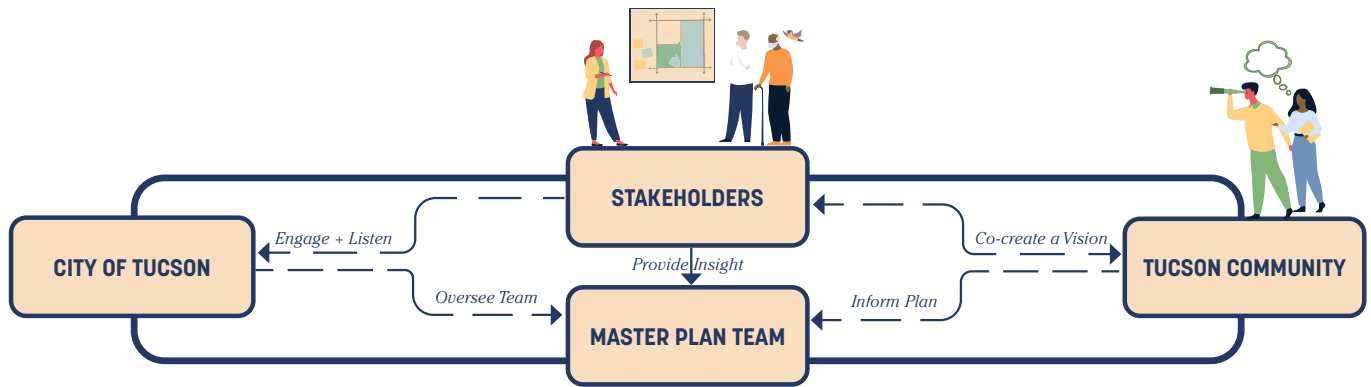 STAKEHOLDERS
Engage + Listen
Co-create a Vision
CITY OF TUCSON
Provide Insight
TUCSON COMMUNITY
Oversee Team
Inform Plan
MASTER PLAN TEAM